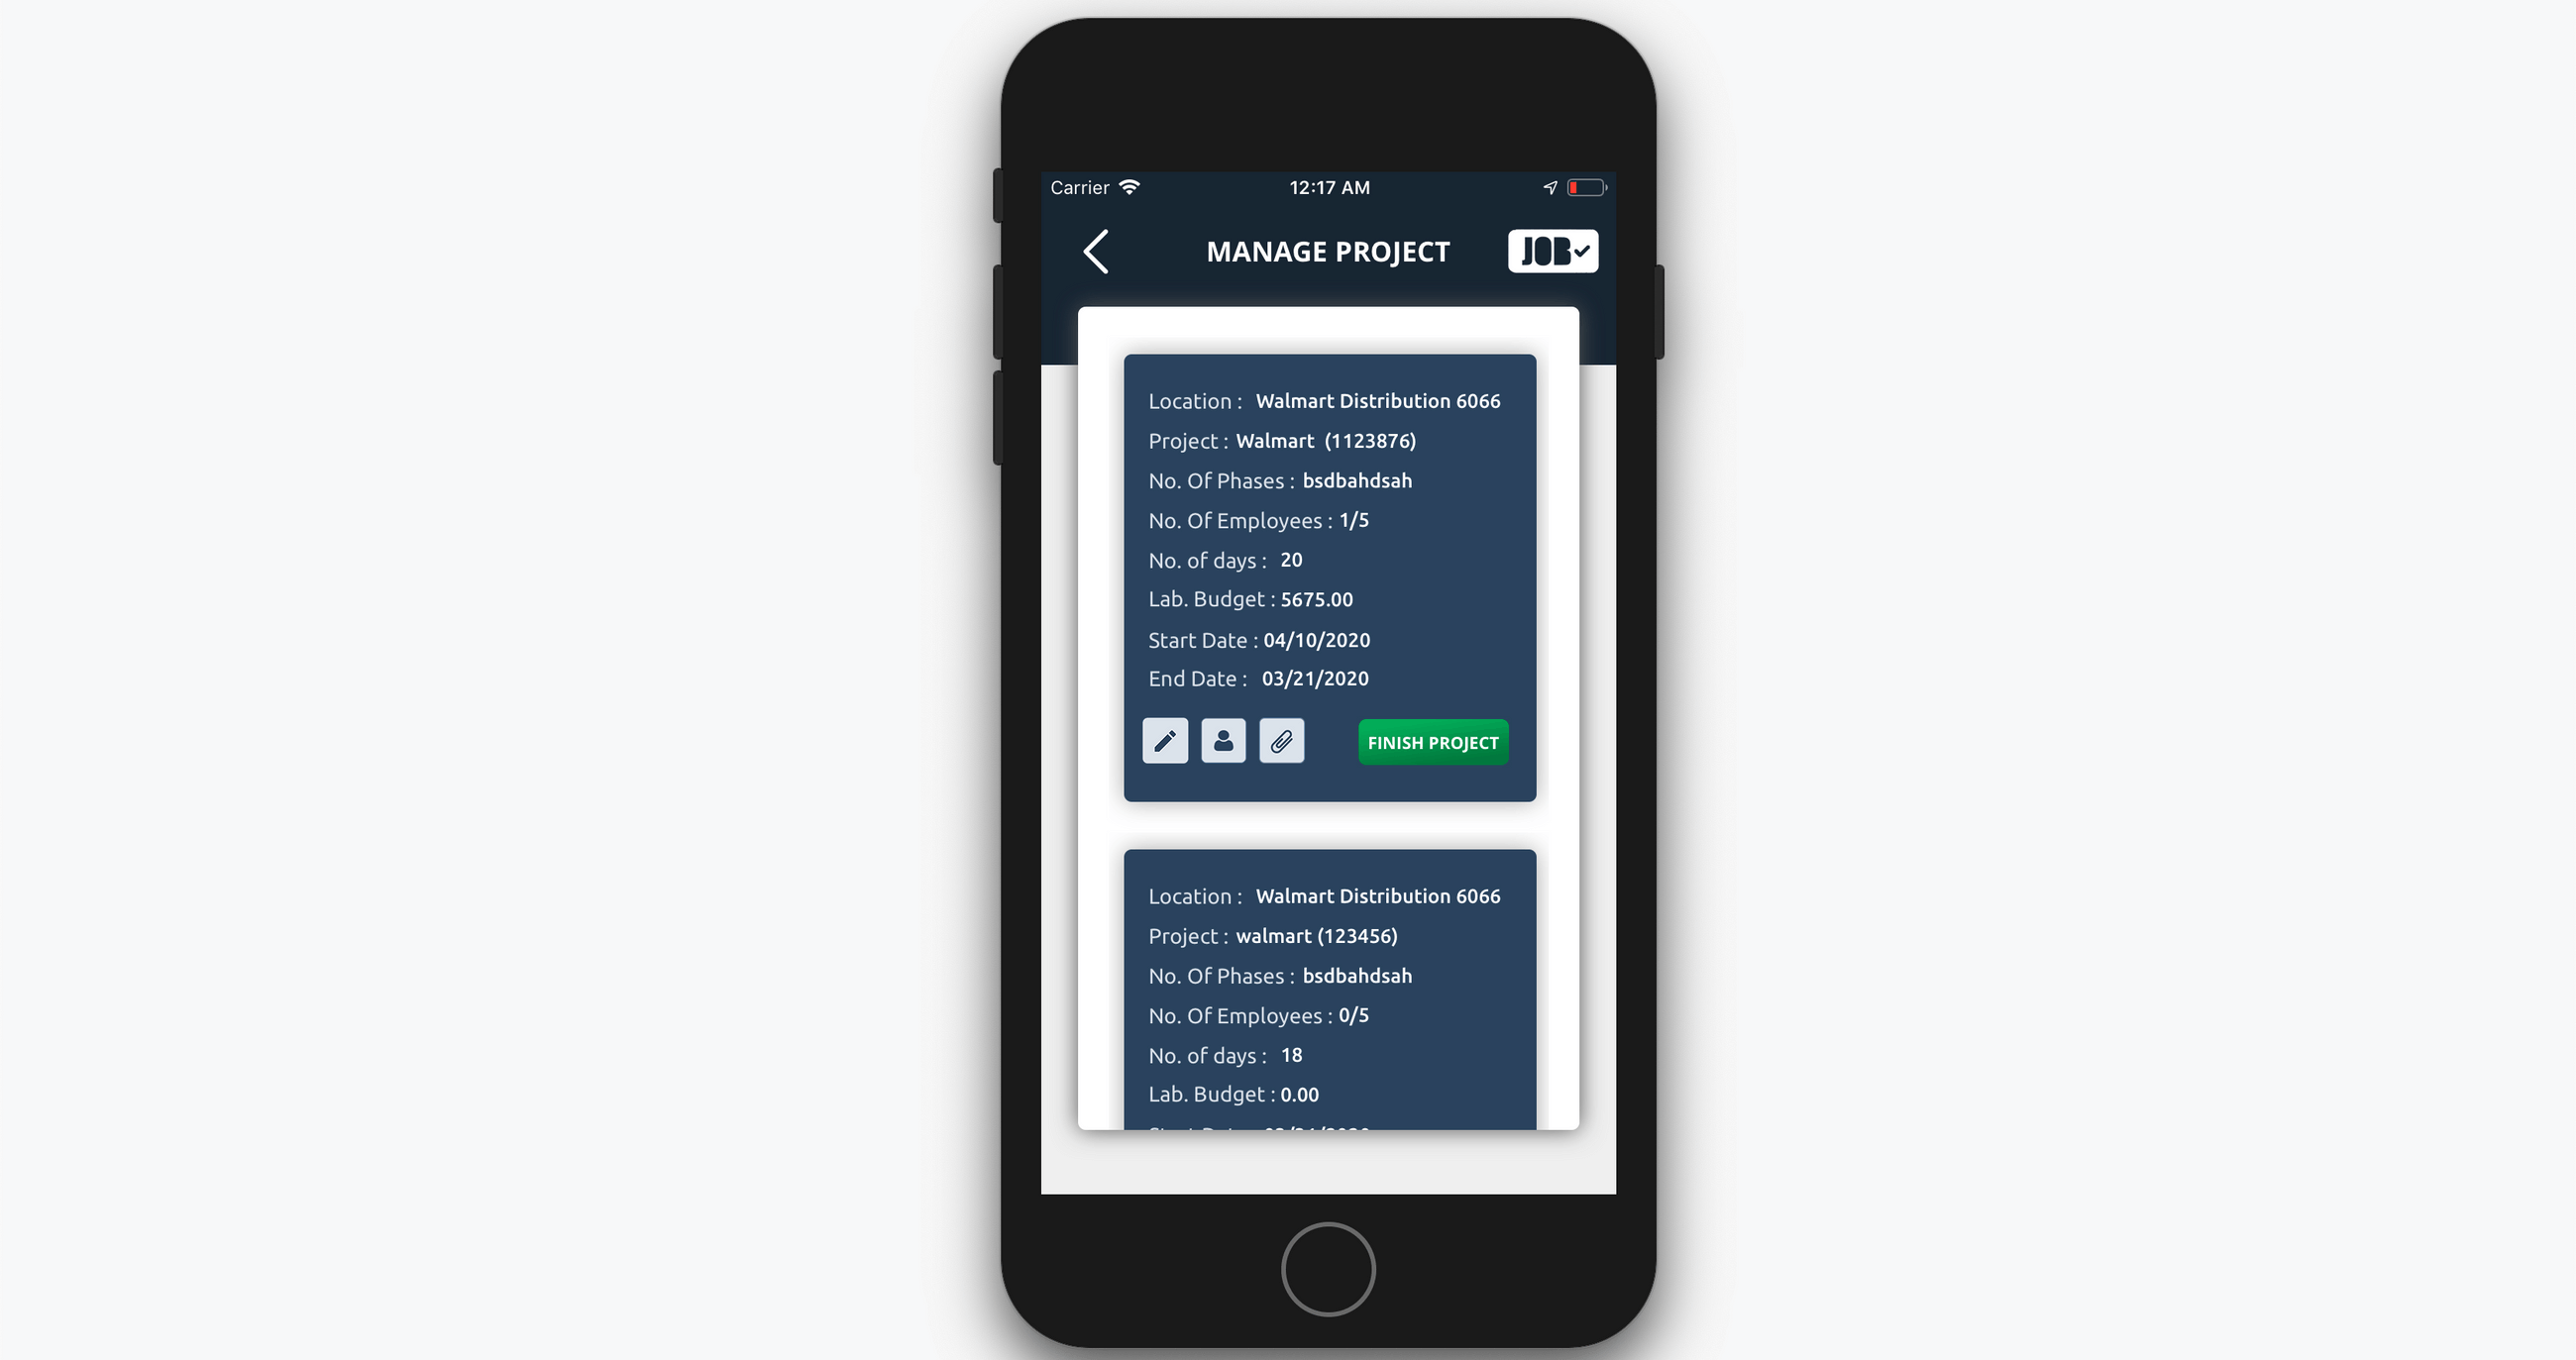 Carrier 12:17 AM
MANAGE PROJECT JOB
Location : Walmart Distribution 6066
Project : Walmart (1123876)
No. Of Phases : bsdbahdsah
No. Of Employees : 1/5
No. of days : 20
Lab. Budget : 5675.00
Start Date : 04/10/2020
End Date : 03/21/2020
FINISH PROJECT
Location : Walmart Distribution 6066
Project : walmart (123456)
No. Of Phases : bsdbahdsah
No. Of Employees : 0/5
No. of days : 18
Lab. Budget : 0.00